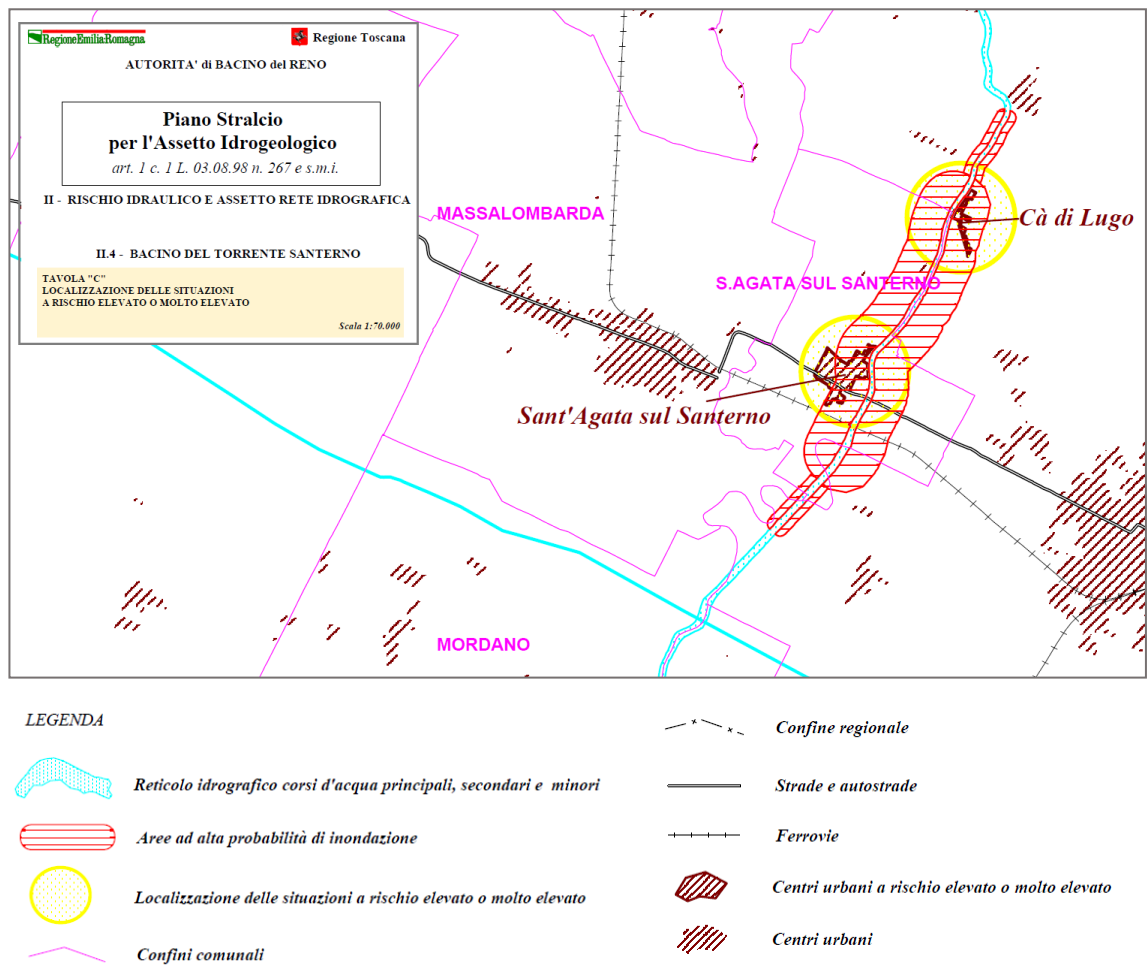 RegioneEmiliaRomagna
Regione Toscana
AUTORITA' di BACINO del RENO
Piano Stralcio
per l'Assetto Idrogeologico
art. 1 c. 1 L. 03.08.98 n. 267 e s.m.i.
II - RISCHIO IDRAULICO E ASSETTO RETE IDROGRAFICA
II.4 - BACINO DEL TORRENTE SANTERNO
TAVOLA "C"
LOCALIZZAZIONE DELLE SITUAZIONI
A RISCHIO ELEVATO O MOLTO ELEVATO
Scala 1:70.000
MASSALOMBARDA
Cà di Lugo
S.AGATA SUL SANTERNO
Sant'Agata sul Santerno
MORDANO
LEGENDA
Reticolo idrografico corsi d'acqua principali, secondari e minori
Aree ad alta probabilità di inondazione
Localizzazione delle situazioni a rischio elevato o molto elevato
Confini comunali
Confine regionale
Strade e autostrade
Ferrovie
Centri urbani a rischio elevato o molto elevato
Centri urbani